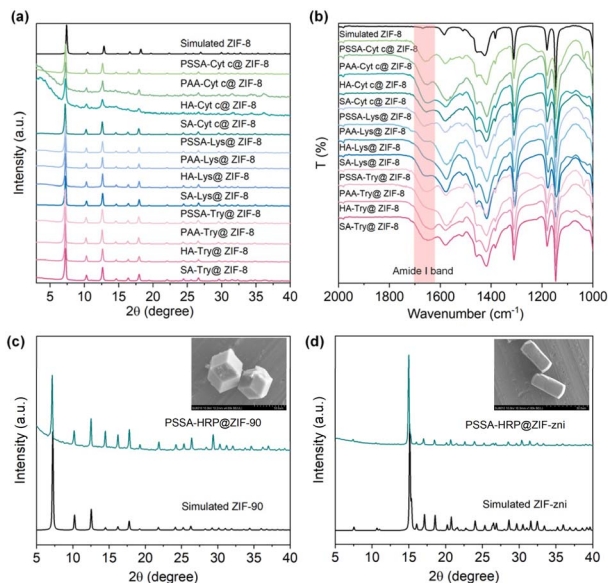 (a)
Simulated ZIF-8
PSSA-Cyt c@ ZIF-8
PAA-Cyt c@ ZIF-8
HA-Cyt c@ ZIF-8
SA-Cyt c@ ZIF-8
PSSA-Lys@ ZIF-8
PAA-Lys@ ZIF-8
HA-Lys@ ZIF-8
SA-Lys@ ZIF-8
PSSA-Try@ ZIF-8
PAA-Try@ ZIF-8
HA-Try@ ZIF-8
SA-Try@ ZIF-8
Intensity (a.u.)
5 10 15 20 25 30 35 40
2θ (degree)
(b)
Simulated ZIF-8
PSSA-Cyt c@ ZIF-8
PAA-Cyt c@ ZIF-8
HA-Cyt c@ ZIF-8
SA-Cyt c@ ZIF-8
PSSA-Lys@ ZIF-8
PAA-Lys@ ZIF-8
HA-Lys@ ZIF-8
SA-Lys@ ZIF-8
PSSA-Try@ ZIF-8
PAA-Try@ ZIF-8
HA-Try@ ZIF-8
SA-Try@ ZIF-8
Amide I band
T (%)
2000 1800 1600 1400 1200 1000
Wavenumber (cm⁻¹)
(c)
PSSA-HRP@ZIF-90
Simulated ZIF-90
Intensity (a.u.)
5 10 15 20 25 30 35 40
2θ (degree)
(d)
PSSA-HRP@ZIF-zni
Simulated ZIF-zni
Intensity (a.u.)
5 10 15 20 25 30 35 40
2θ (degree)